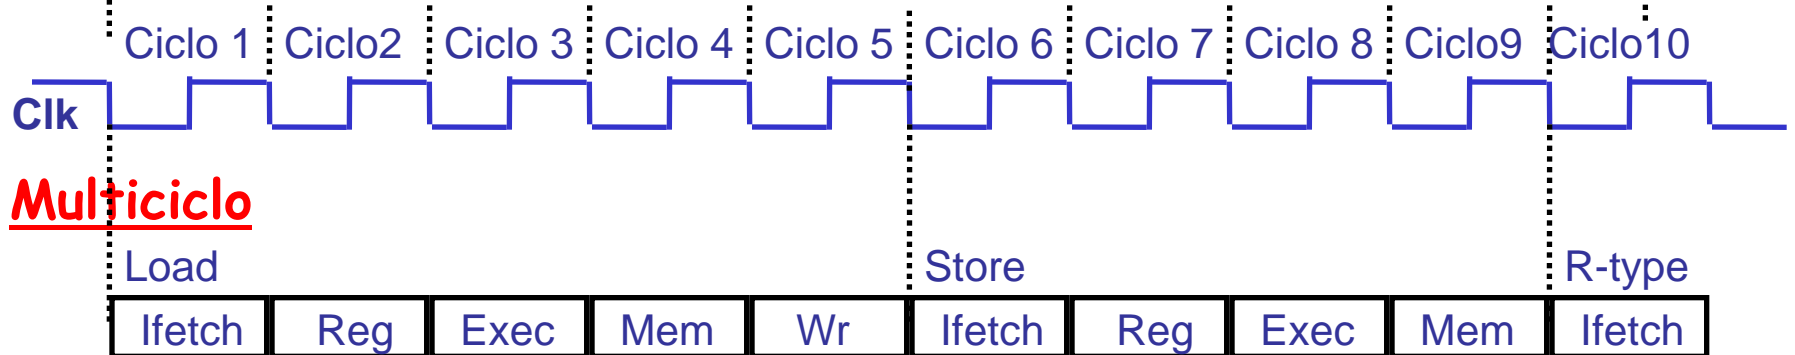 Ciclo 1 Ciclo2 Ciclo 3 Ciclo 4 Ciclo 5 Ciclo 6 Ciclo 7 Ciclo 8 Ciclo9 Ciclo10
Clk
Multiciclo
Load Store R-type
Ifetch Reg Exec Mem Wr Ifetch Reg Exec Mem Ifetch